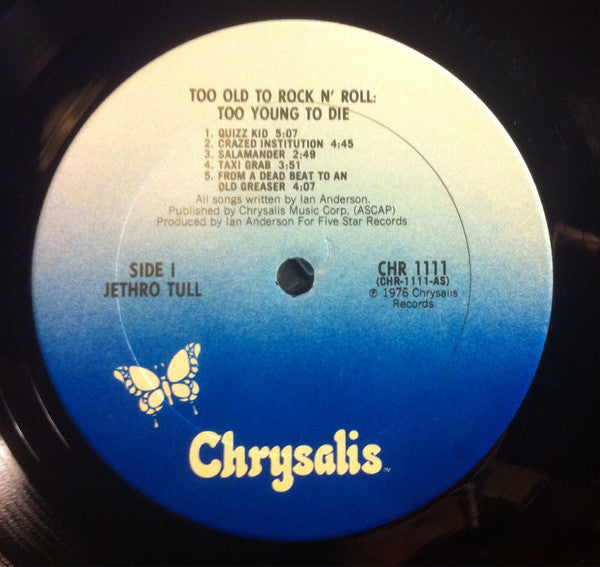 TOO OLD TO ROCK N' ROLL:
TOO YOUNG TO DIE
1. QUIZZ KID 5:07
2. CRAZED INSTITUTION 4:45
3. SALAMANDER 2:49
4. TAXI GRAB 3:51
5. FROM A DEAD BEAT TO AN
OLD GREASER 4:07
All songs written by Ian Anderson.
Published by Chrysalis Music Corp. (ASCAP)
Produced by Ian Anderson For Five Star Records
SIDE I
JETHRO TULL
CHR 1111
(CHR-1111-AS)
℗ 1976 Chrysalis
Records
Chrysalis™